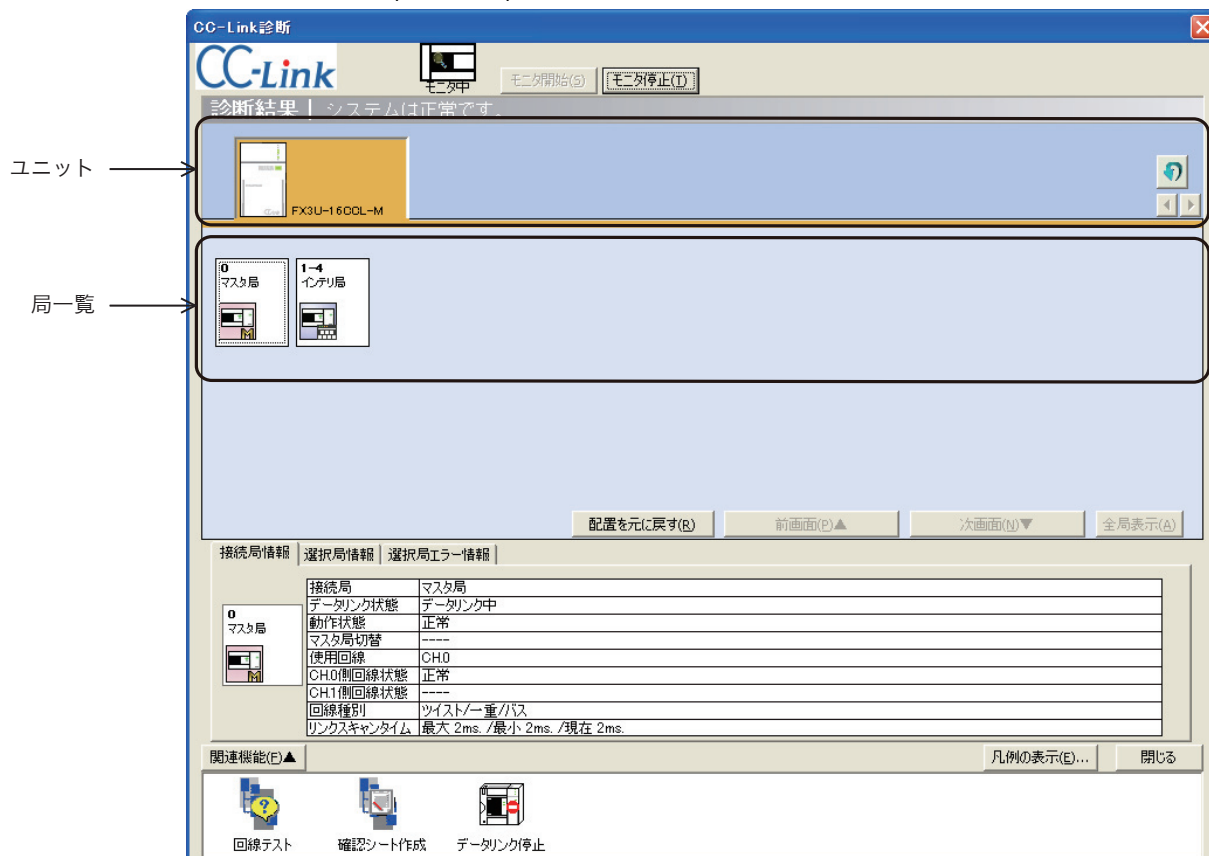 CC-Link診断
CC-Link
モニタ中
モニタ開始(S)
モニタ停止(T)
診断結果 | システムは正常です。
ユニット
FX3U-16CCL-M
局一覧
0
マスタ局
1-4
インテリ局
配置を元に戻す(R)
前画面(P)▲
次画面(N)▼
全局表示(A)
接続局情報
選択局情報
選択局エラー情報
0
マスタ局
接続局 マスタ局
データリンク状態 データリンク中
動作状態 正常
マスタ局切替 ----
使用回線 CH.0
CH.0側回線状態 正常
CH.1側回線状態 ----
回線種別 ツイスト/一重/バス
リンクスキャンタイム 最大 2ms. /最小 2ms. /現在 2ms.
関連機能(F)▲
凡例の表示(E)...
閉じる
回線テスト
確認シート作成
データリンク停止